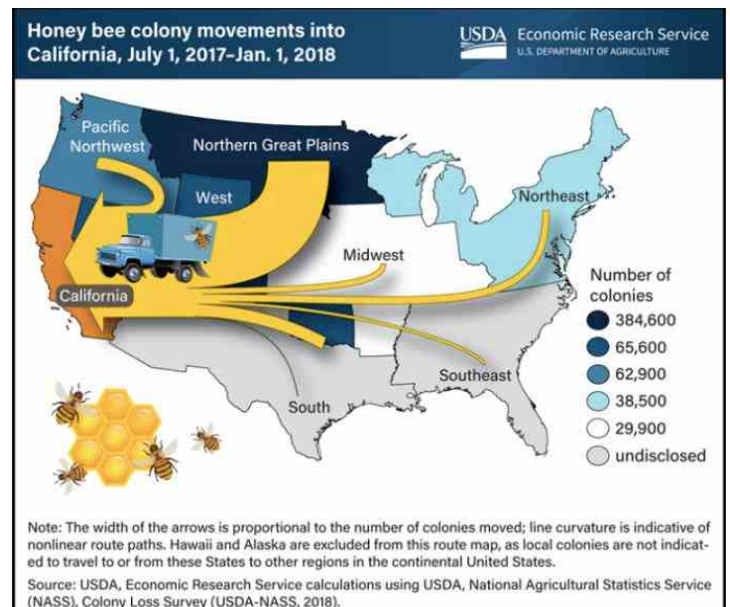 Honey bee colony movements into
California, July 1, 2017–Jan. 1, 2018
USDA
Economic Research Service
U.S. DEPARTMENT OF AGRICULTURE
Pacific
Northwest
Northern Great Plains
West
Northeast
Midwest
California
Southeast
South
Number of
colonies
384,600
65,600
62,900
38,500
29,900
undisclosed
Note: The width of the arrows is proportional to the number of colonies moved; line curvature is indicative of
nonlinear route paths. Hawaii and Alaska are excluded from this route map, as local colonies are not indicat-
ed to travel to or from these States to other regions in the continental United States.
Source: USDA, Economic Research Service calculations using USDA, National Agricultural Statistics Service
(NASS), Colony Loss Survey (USDA-NASS, 2018).